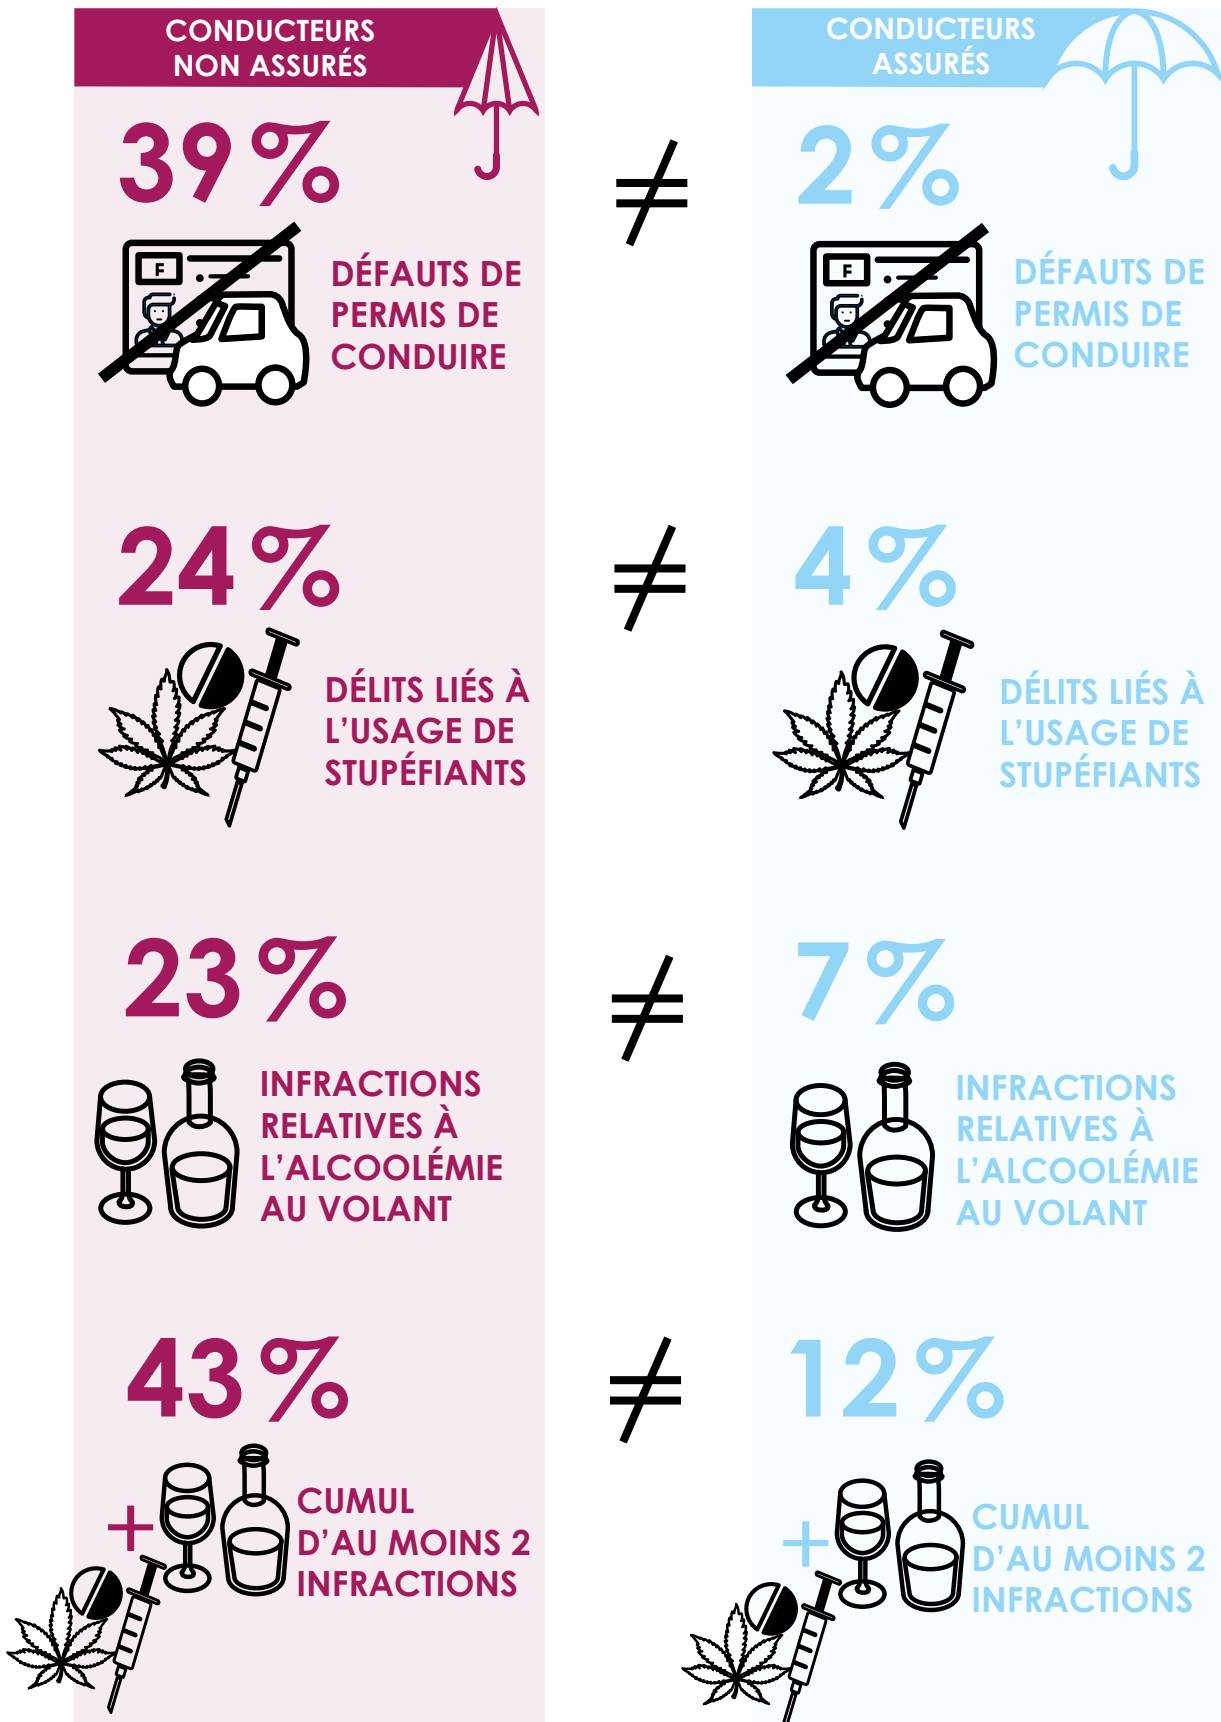 CONDUCTEURS
NON ASSURÉS
CONDUCTEURS
ASSURÉS
39%
≠
2%
F
DÉFAUTS DE
PERMIS DE
CONDUIRE
F
DÉFAUTS DE
PERMIS DE
CONDUIRE
24%
≠
4%
DÉLITS LIÉS À
L'USAGE DE
STUPÉFIANTS
DÉLITS LIÉS À
L'USAGE DE
STUPÉFIANTS
23%
≠
7%
INFRACTIONS
RELATIVES À
L'ALCOOLÉMIE
AU VOLANT
INFRACTIONS
RELATIVES À
L'ALCOOLÉMIE
AU VOLANT
43%
≠
12%
+
CUMUL
D'AU MOINS 2
INFRACTIONS
+
CUMUL
D'AU MOINS 2
INFRACTIONS